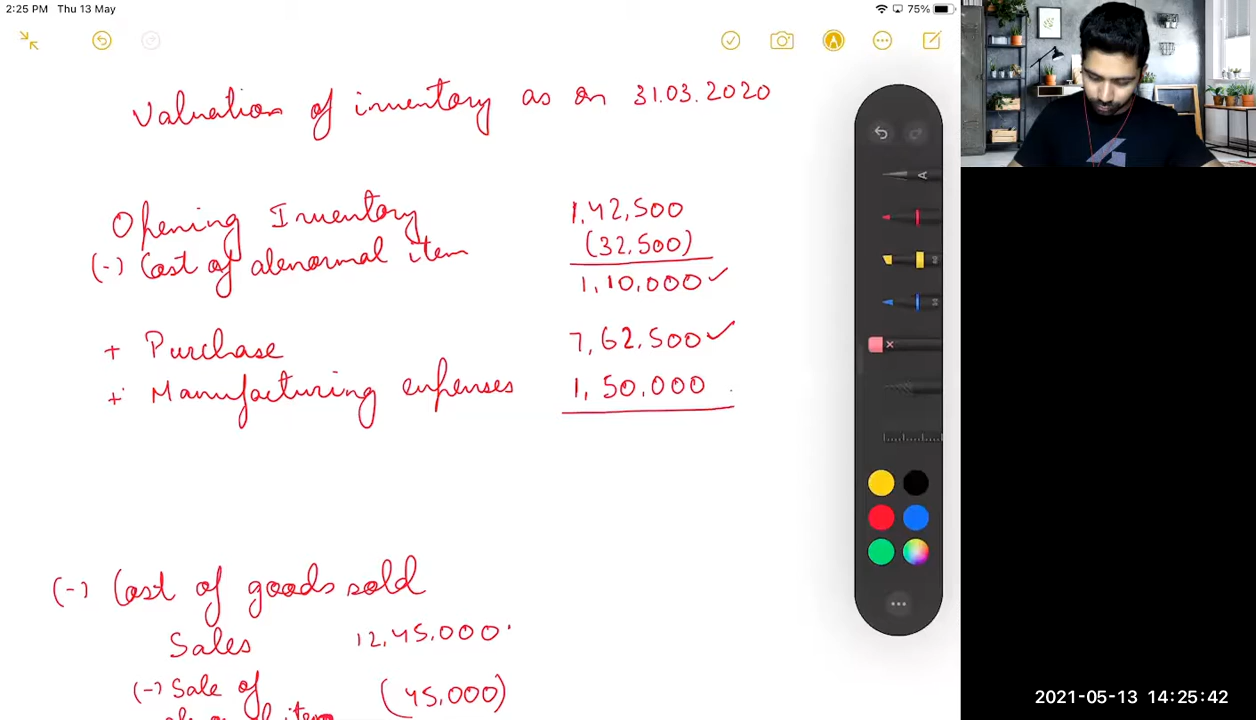 2:25 PM Thu 13 May
75%
Valuation of inventory as on 31.03.2020
Opening Inventory 1,42,500
(-) Cost of abnormal item (32,500)
1,10,000
+ Purchase 7,62,500
+ Manufacturing expenses 1,50,000
(-) Cost of goods sold
Sales 12,45,000
(-) Sale of (45,000)
2021-05-13 14:25:42